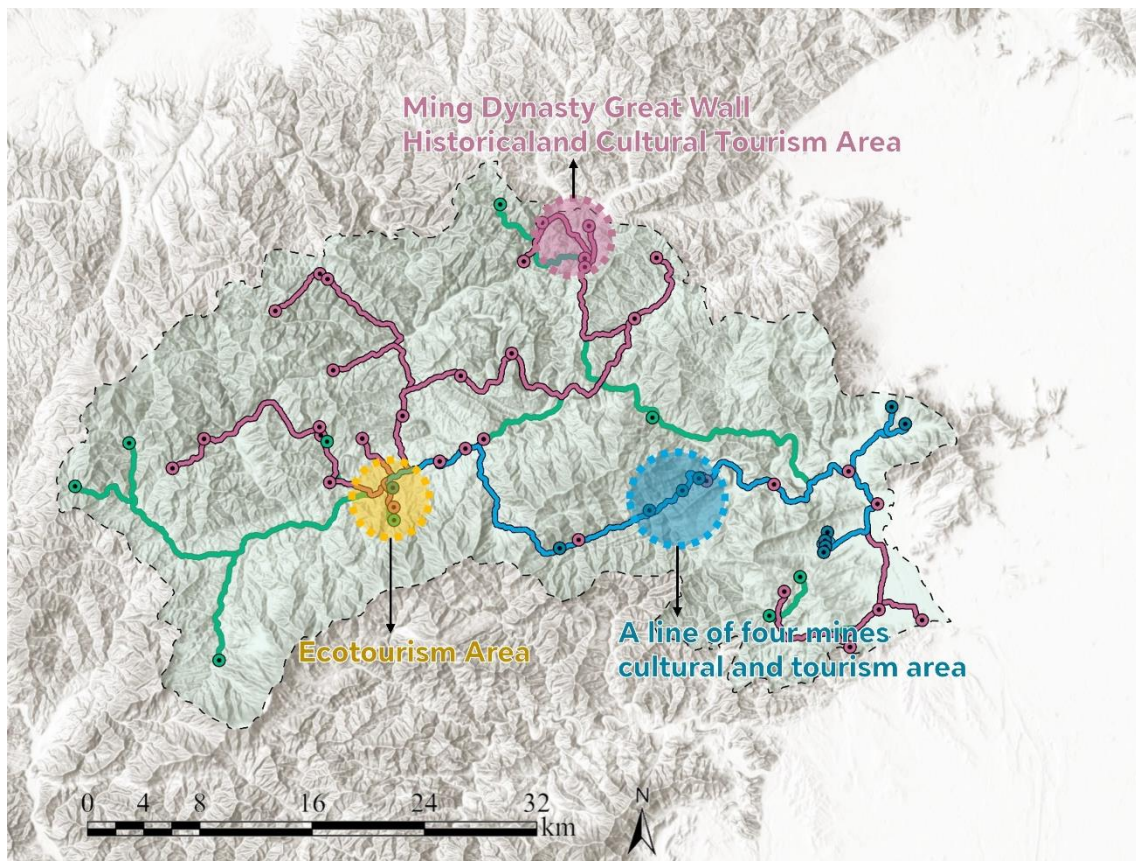 Ming Dynasty Great Wall
Historicaland Cultural Tourism Area
Ecotourism Area
A line of four mines
cultural and tourism area
0 4 8 16 24 32
km
N